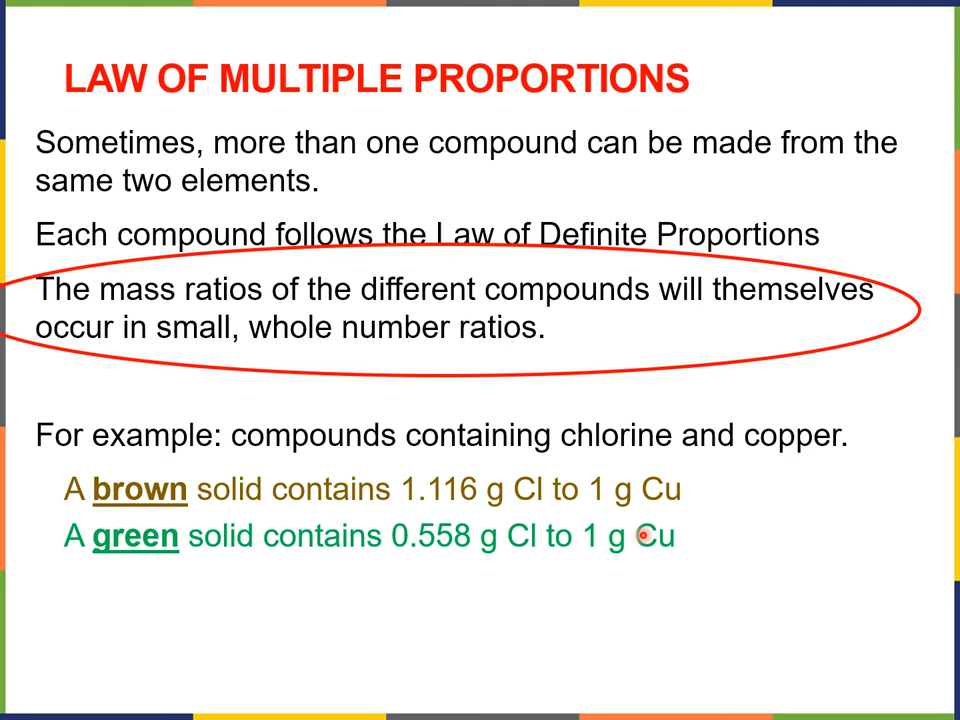 LAW OF MULTIPLE PROPORTIONS
Sometimes, more than one compound can be made from the
same two elements.
Each compound follows the Law of Definite Proportions
The mass ratios of the different compounds will themselves
occur in small, whole number ratios.
For example: compounds containing chlorine and copper.
A brown solid contains 1.116 g Cl to 1 g Cu
A green solid contains 0.558 g Cl to 1 g Cu